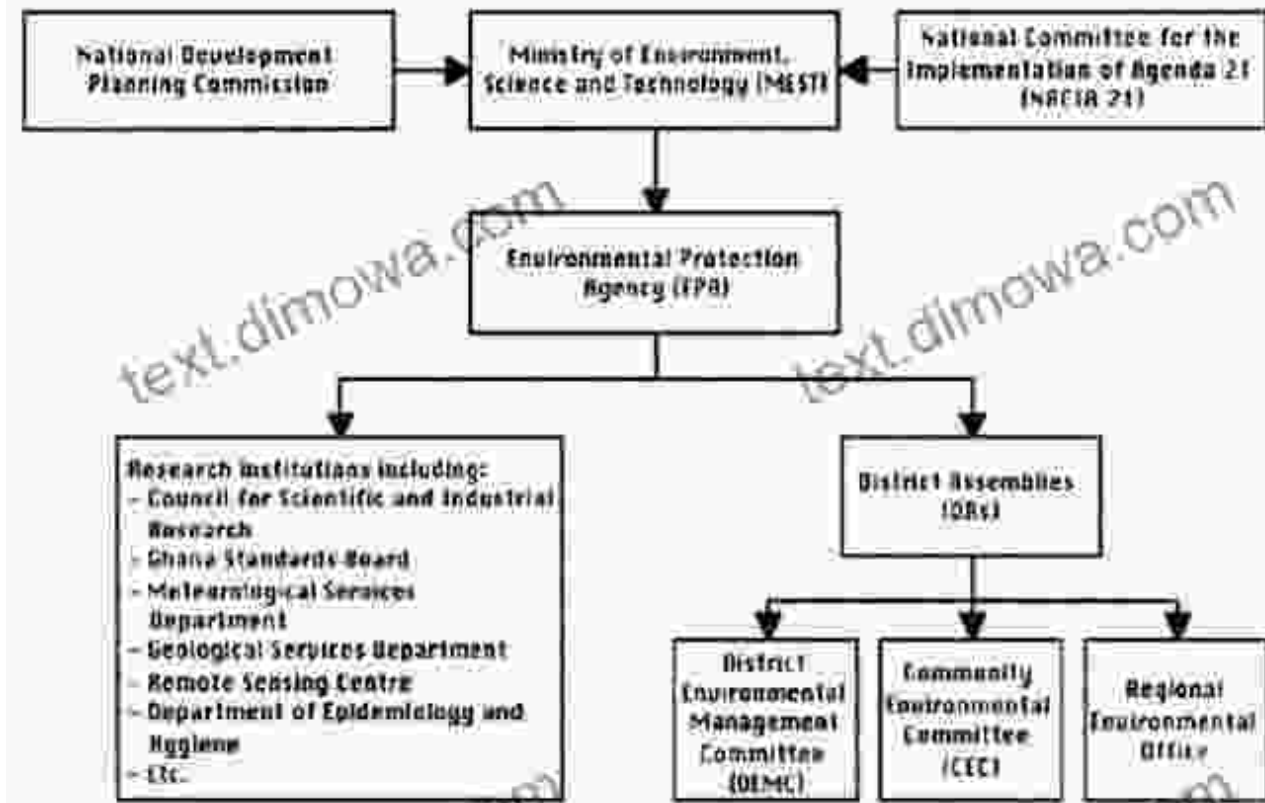 National Development
Planning Commission
Ministry of Environment,
Science and Technology (MEST)
National Committee for the
Implementation of Agenda 21
(NACIA 21)
text.dimowa.com
text.dimowa.com
Environmental Protection
Agency (EPA)
Research Institutions including:
- Council for Scientific and Industrial
Research
- Ghana Standards Board
- Meteorological Services
Department
- Geological Services Department
- Remote Sensing Centre
- Department of Epidemiology and
Hygiene
- Etc.
District Assemblies
(DAs)
District
Environmental
Management
Committee
(DEMC)
Community
Environmental
Committee
(CEC)
Regional
Environmental
Office